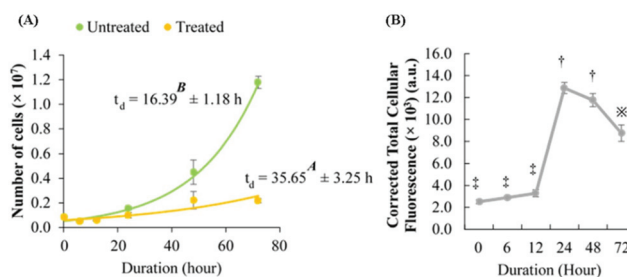 (A)
Untreated Treated
Number of cells (× 10⁷)
1.4
1.2
1.0
0.8
0.6
0.4
0.2
0.0
t_d = 16.39ᴮ ± 1.18 h
t_d = 35.65ᴬ ± 3.25 h
0 20 40 60 80
Duration (hour)
(B)
Corrected Total Cellular
Fluorescence (× 10³) (a.u.)
16.0
14.0
12.0
10.0
8.0
6.0
4.0
2.0
0.0
‡ ‡ ‡ † † ※
0 6 12 24 48 72
Duration (Hour)